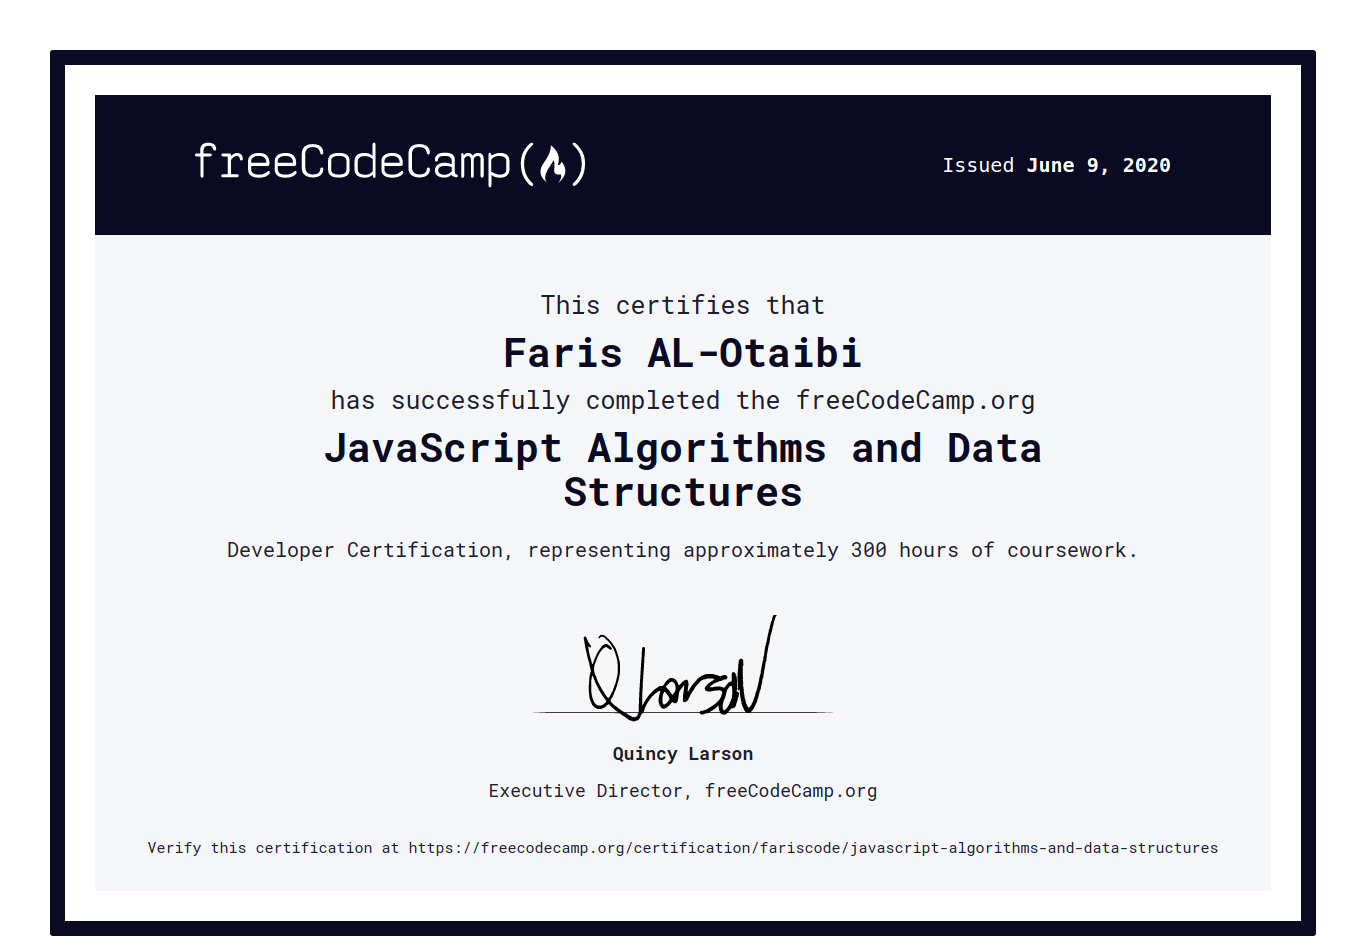 freeCodeCamp
Issued June 9, 2020
This certifies that
Faris AL-Otaibi
has successfully completed the freeCodeCamp.org
JavaScript Algorithms and Data
Structures
Developer Certification, representing approximately 300 hours of coursework.
Q Larson
Quincy Larson
Executive Director, freeCodeCamp.org
Verify this certification at https://freecodecamp.org/certification/fariscode/javascript-algorithms-and-data-structures